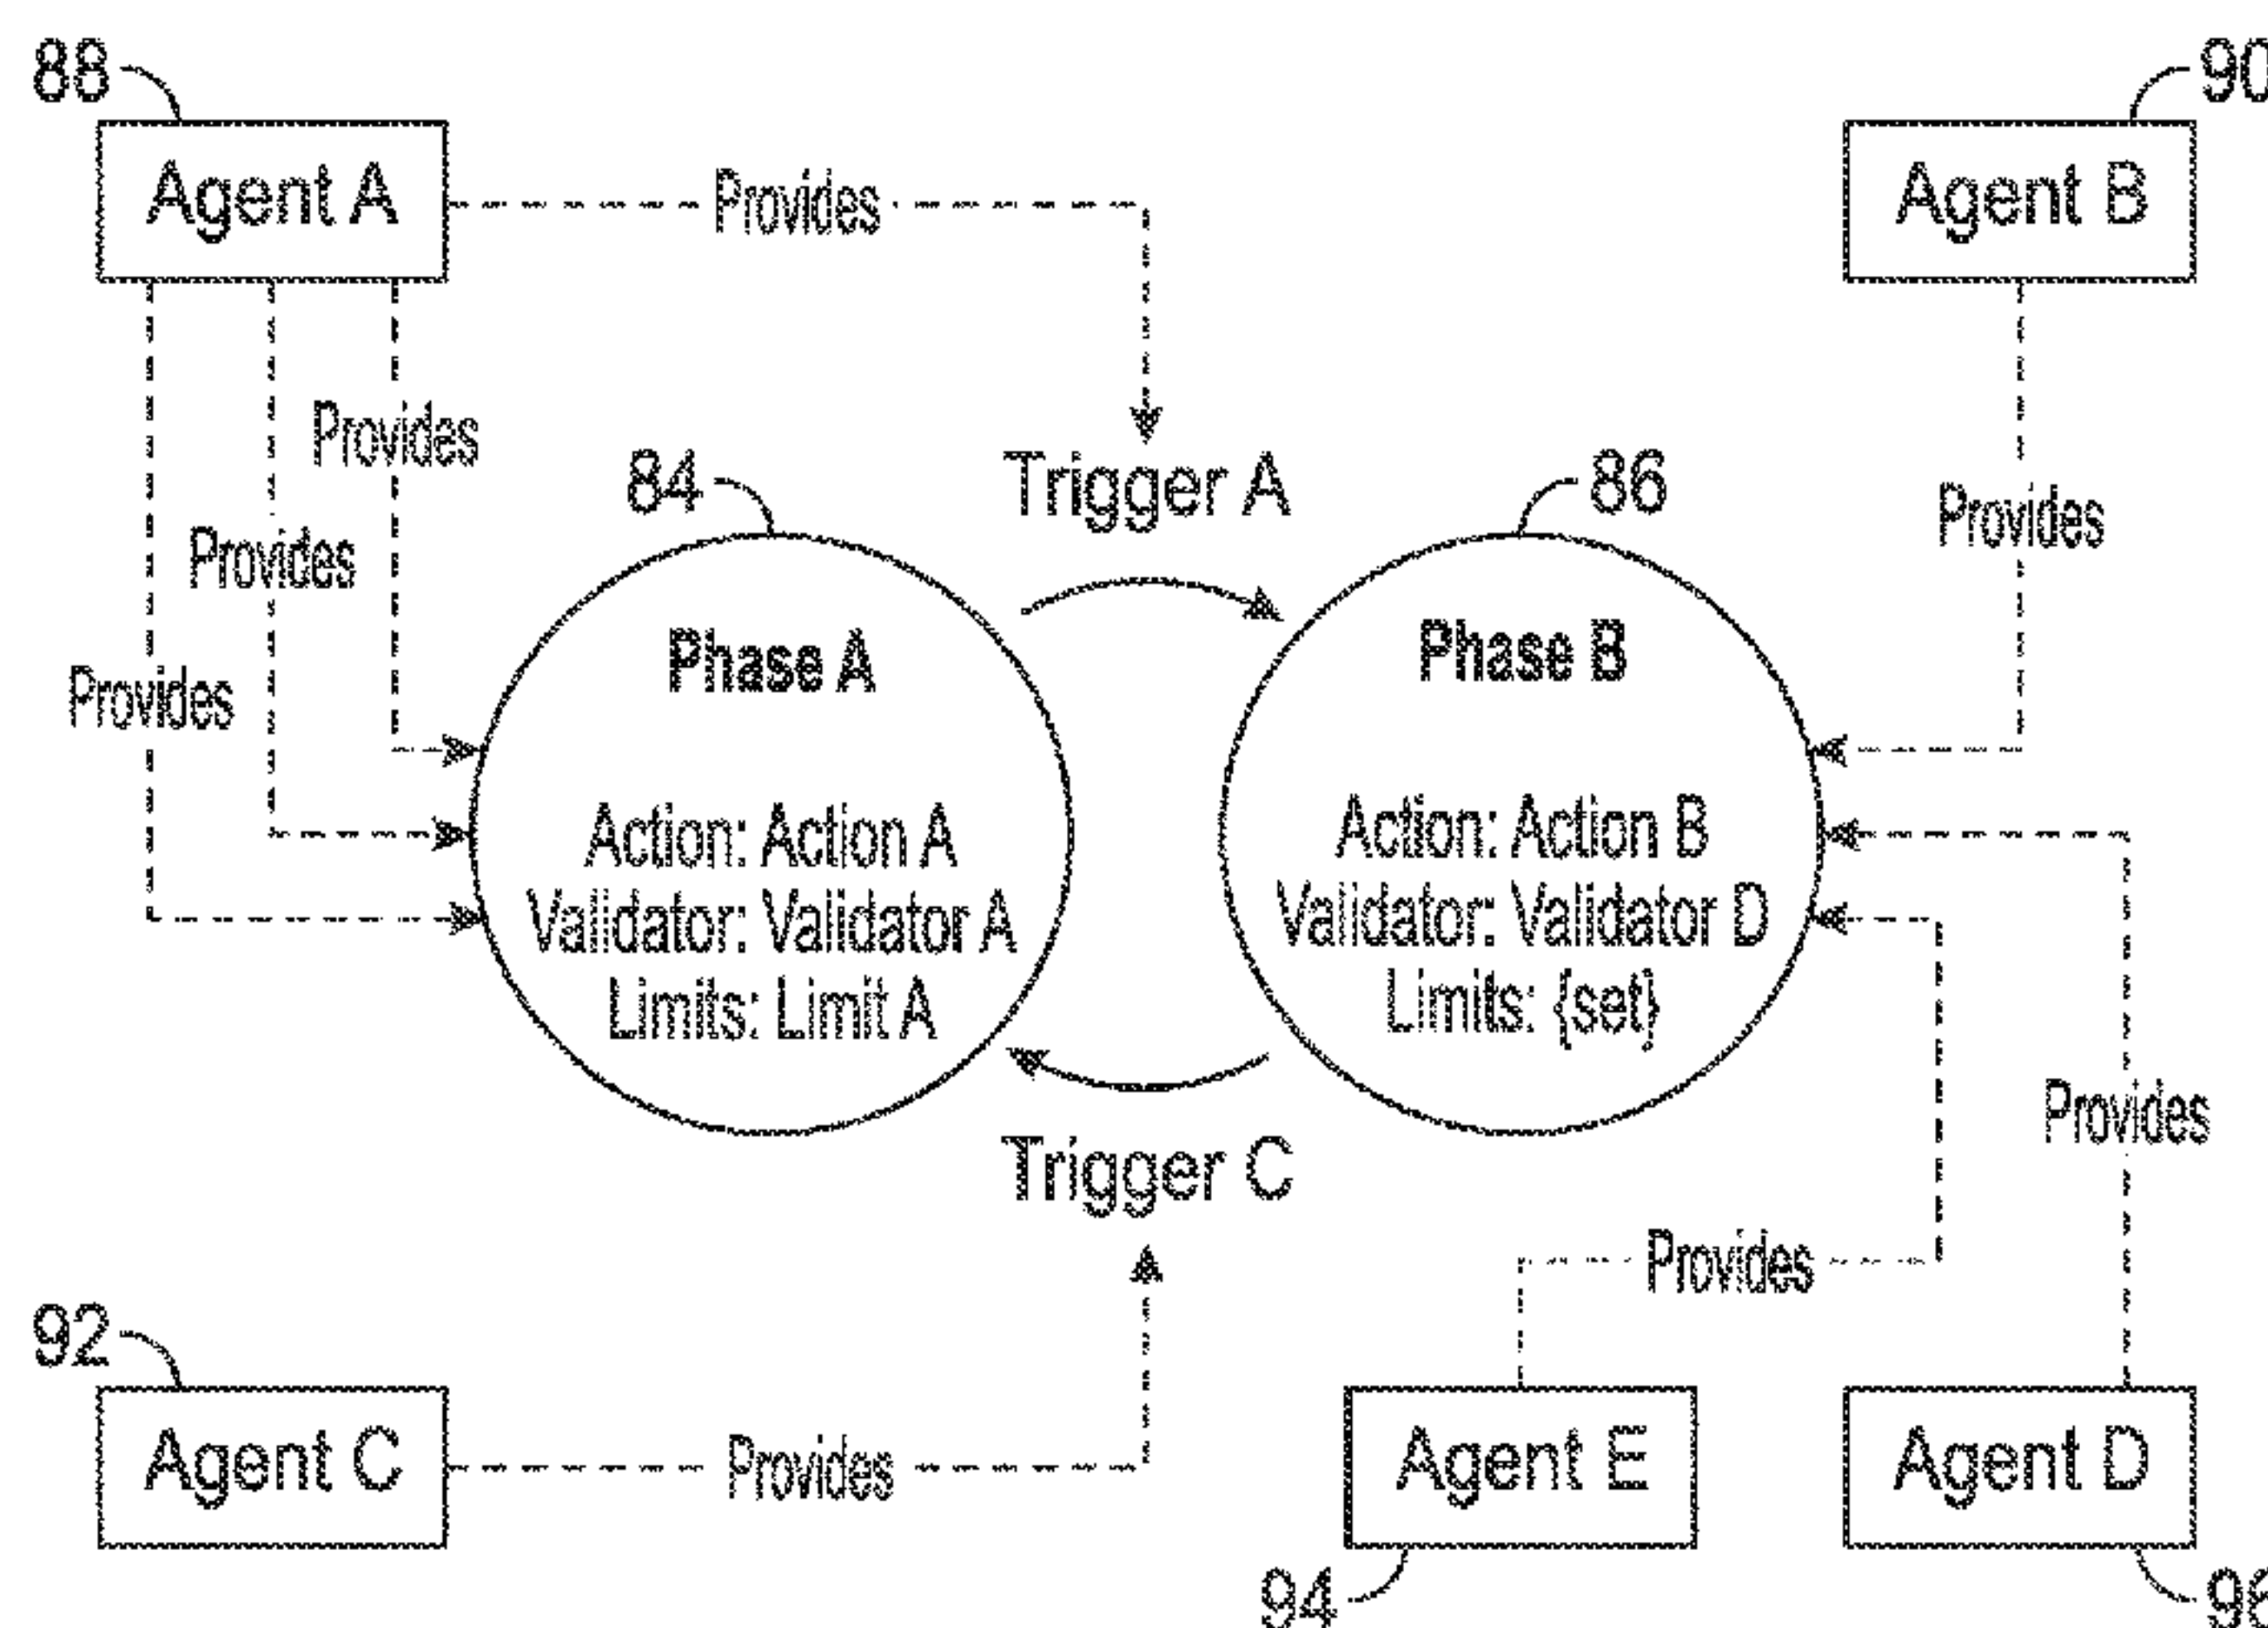 88
90
Agent A
Provides
Agent B
Provides
84
Trigger A
86
Provides
Provides
Phase A
Phase B
Provides
Action: Action A
Validator: Validator A
Limits: Limit A
Action: Action B
Validator: Validator D
Limits: {set}
Provides
Trigger C
Provides
92
Agent C
Provides
Agent E
Agent D
94
96